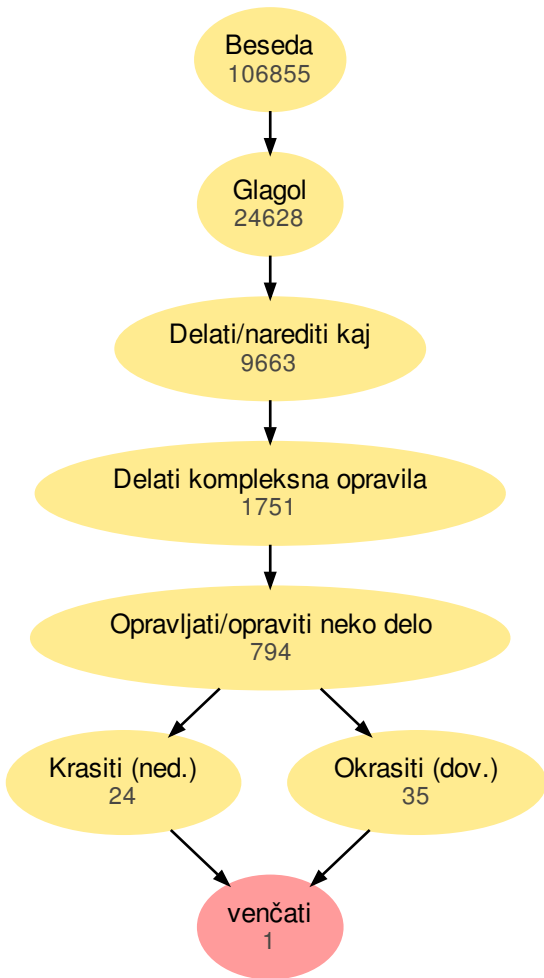 Beseda
106855
Glagol
24628
Delati/narediti kaj
9663
Delati kompleksna opravila
1751
Opravljati/opraviti neko delo
794
Krasiti (ned.)
24
Okrasiti (dov.)
35
venčati
1